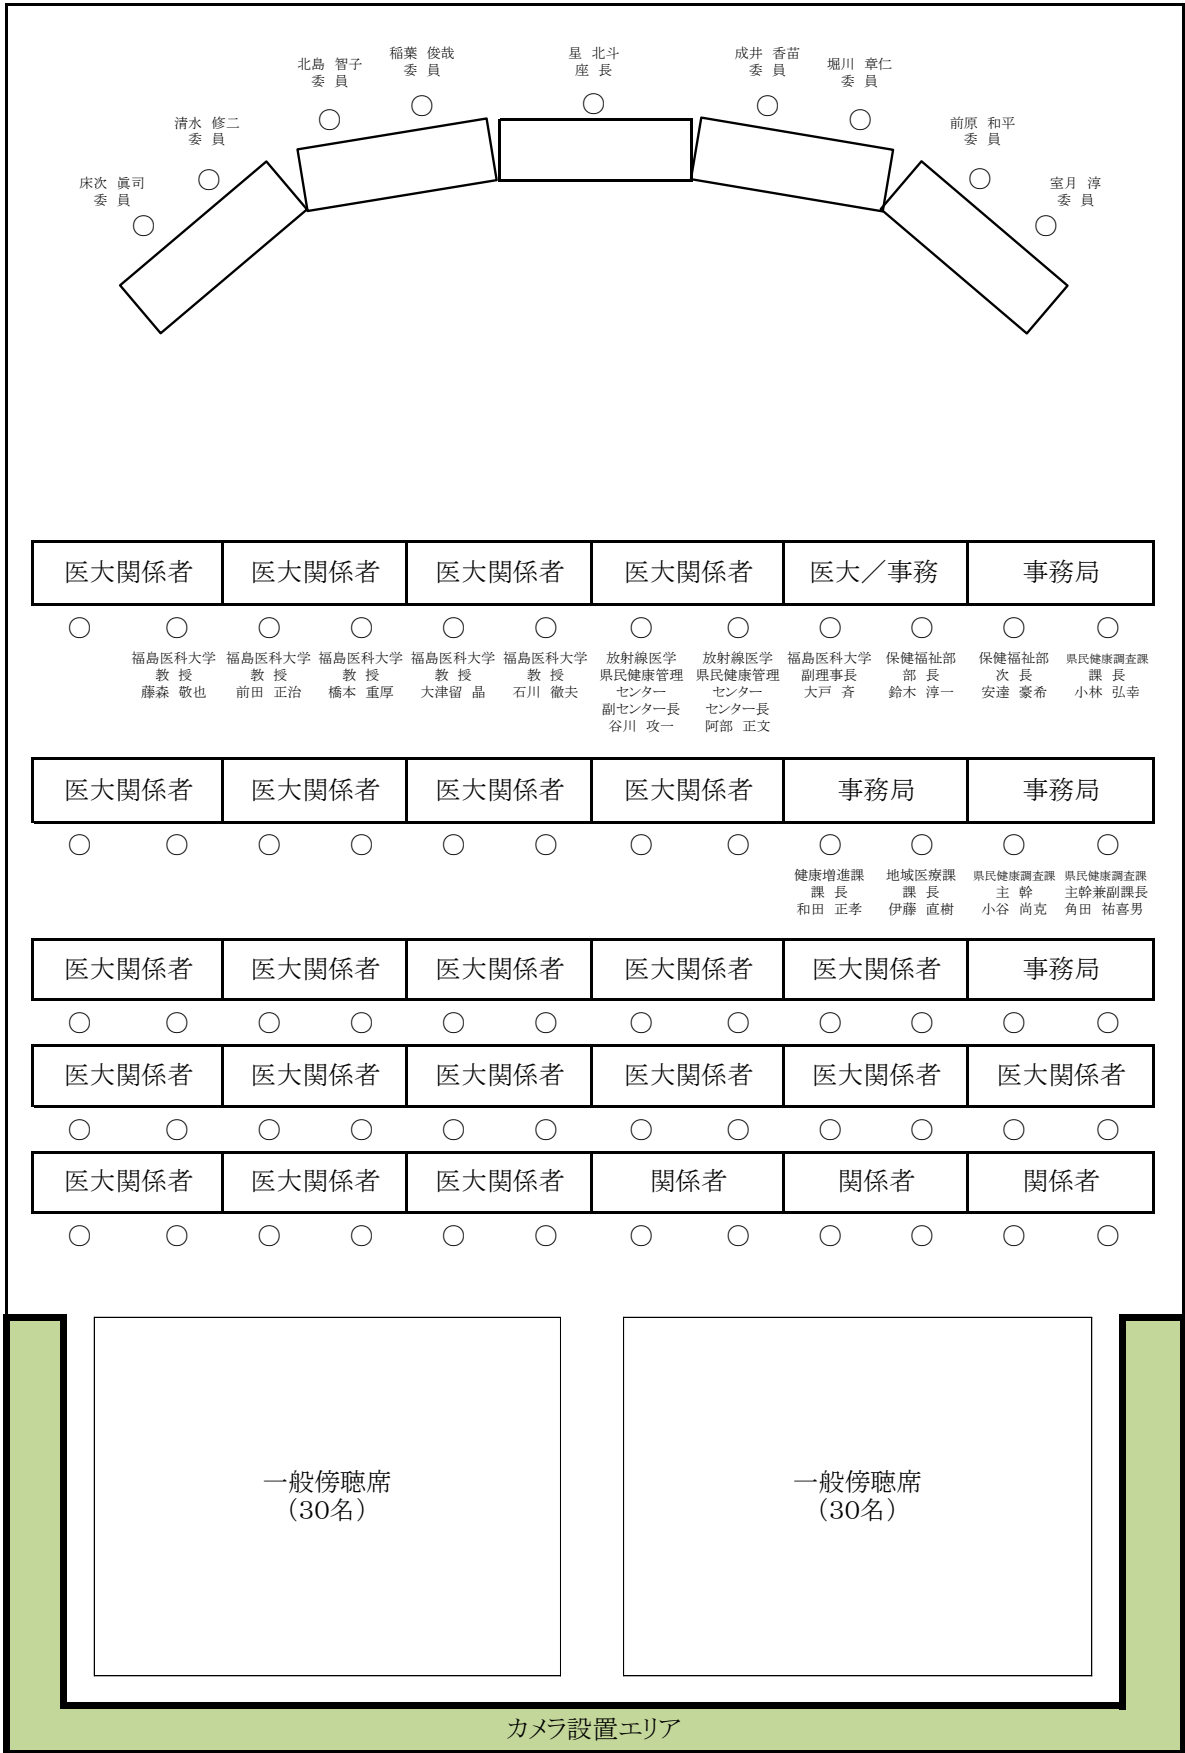 星 北斗
座 長
稲葉 俊哉
委 員
成井 香苗
委 員
北島 智子
委 員
堀川 章仁
委 員
清水 修二
委 員
前原 和平
委 員
床次 眞司
委 員
室月 淳
委 員
医大関係者 医大関係者 医大関係者 医大関係者 医大／事務 事務局
福島医科大学
教 授
藤森 敬也
福島医科大学
教 授
前田 正治
福島医科大学
教 授
橋本 重厚
福島医科大学
教 授
大津留 晶
福島医科大学
教 授
石川 徹夫
放射線医学
県民健康管理
センター
副センター長
谷川 攻一
放射線医学
県民健康管理
センター
センター長
阿部 正文
福島医科大学
副理事長
大戸 斉
保健福祉部
部 長
鈴木 淳一
保健福祉部
次 長
安達 豪希
県民健康調査課
課 長
小林 弘幸
医大関係者 医大関係者 医大関係者 医大関係者 事務局 事務局
健康増進課
課 長
和田 正孝
地域医療課
課 長
伊藤 直樹
県民健康調査課
主 幹
小谷 尚克
県民健康調査課
主幹兼副課長
角田 祐喜男
医大関係者 医大関係者 医大関係者 医大関係者 医大関係者 事務局
医大関係者 医大関係者 医大関係者 医大関係者 医大関係者 医大関係者
医大関係者 医大関係者 医大関係者 関係者 関係者 関係者
一般傍聴席
（30名）
一般傍聴席
（30名）
カメラ設置エリア